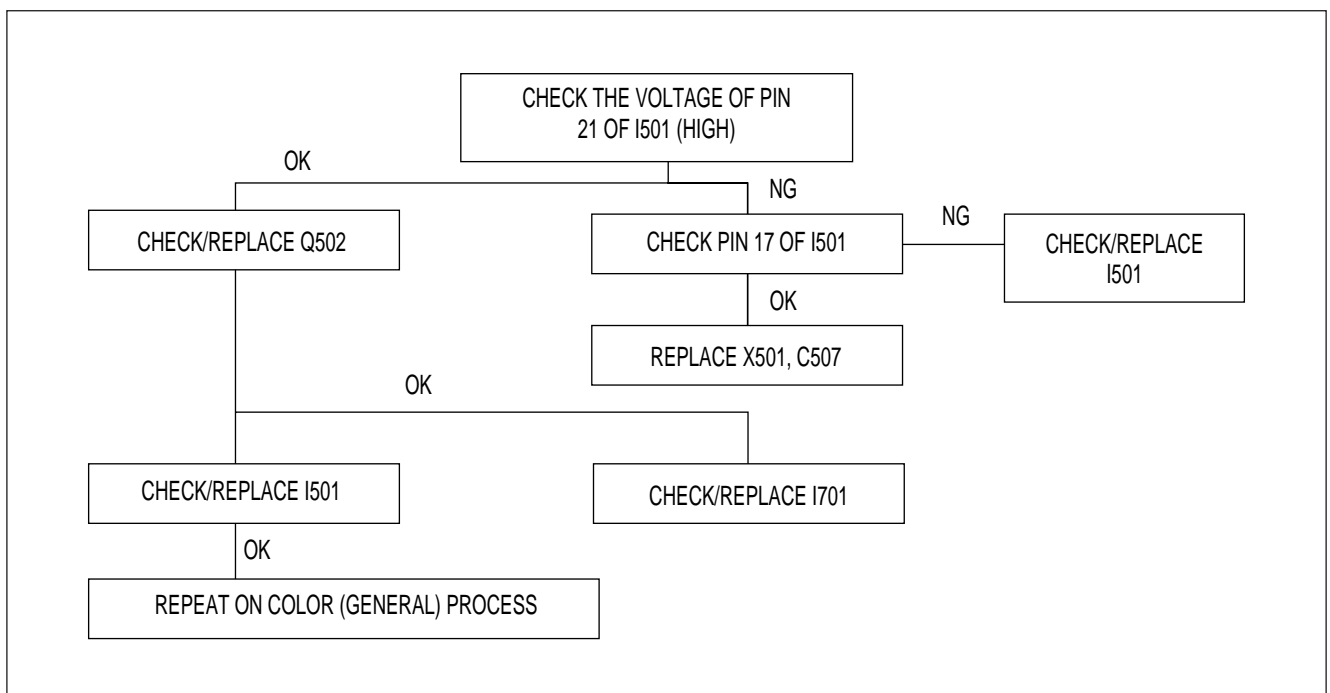 CHECK THE VOLTAGE OF PIN
21 OF I501 (HIGH)
OK
NG
CHECK/REPLACE Q502
CHECK PIN 17 OF I501
NG
CHECK/REPLACE
I501
OK
REPLACE X501, C507
OK
CHECK/REPLACE I501
CHECK/REPLACE I701
OK
REPEAT ON COLOR (GENERAL) PROCESS